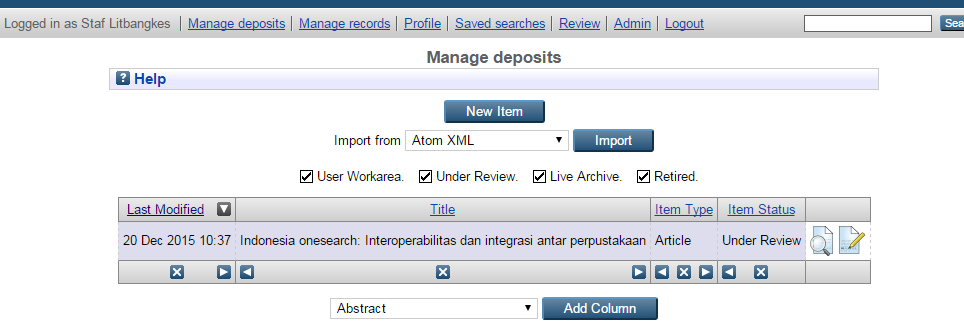 Logged in as Staf Litbangkes Manage deposits Manage records Profile Saved searches Review Admin Logout Sea
Manage deposits
? Help
New Item
Import from Atom XML Import
User Workarea. Under Review. Live Archive. Retired.
Last Modified Title Item Type Item Status
20 Dec 2015 10:37 Indonesia onesearch: Interoperabilitas dan integrasi antar perpustakaan Article Under Review
Abstract Add Column